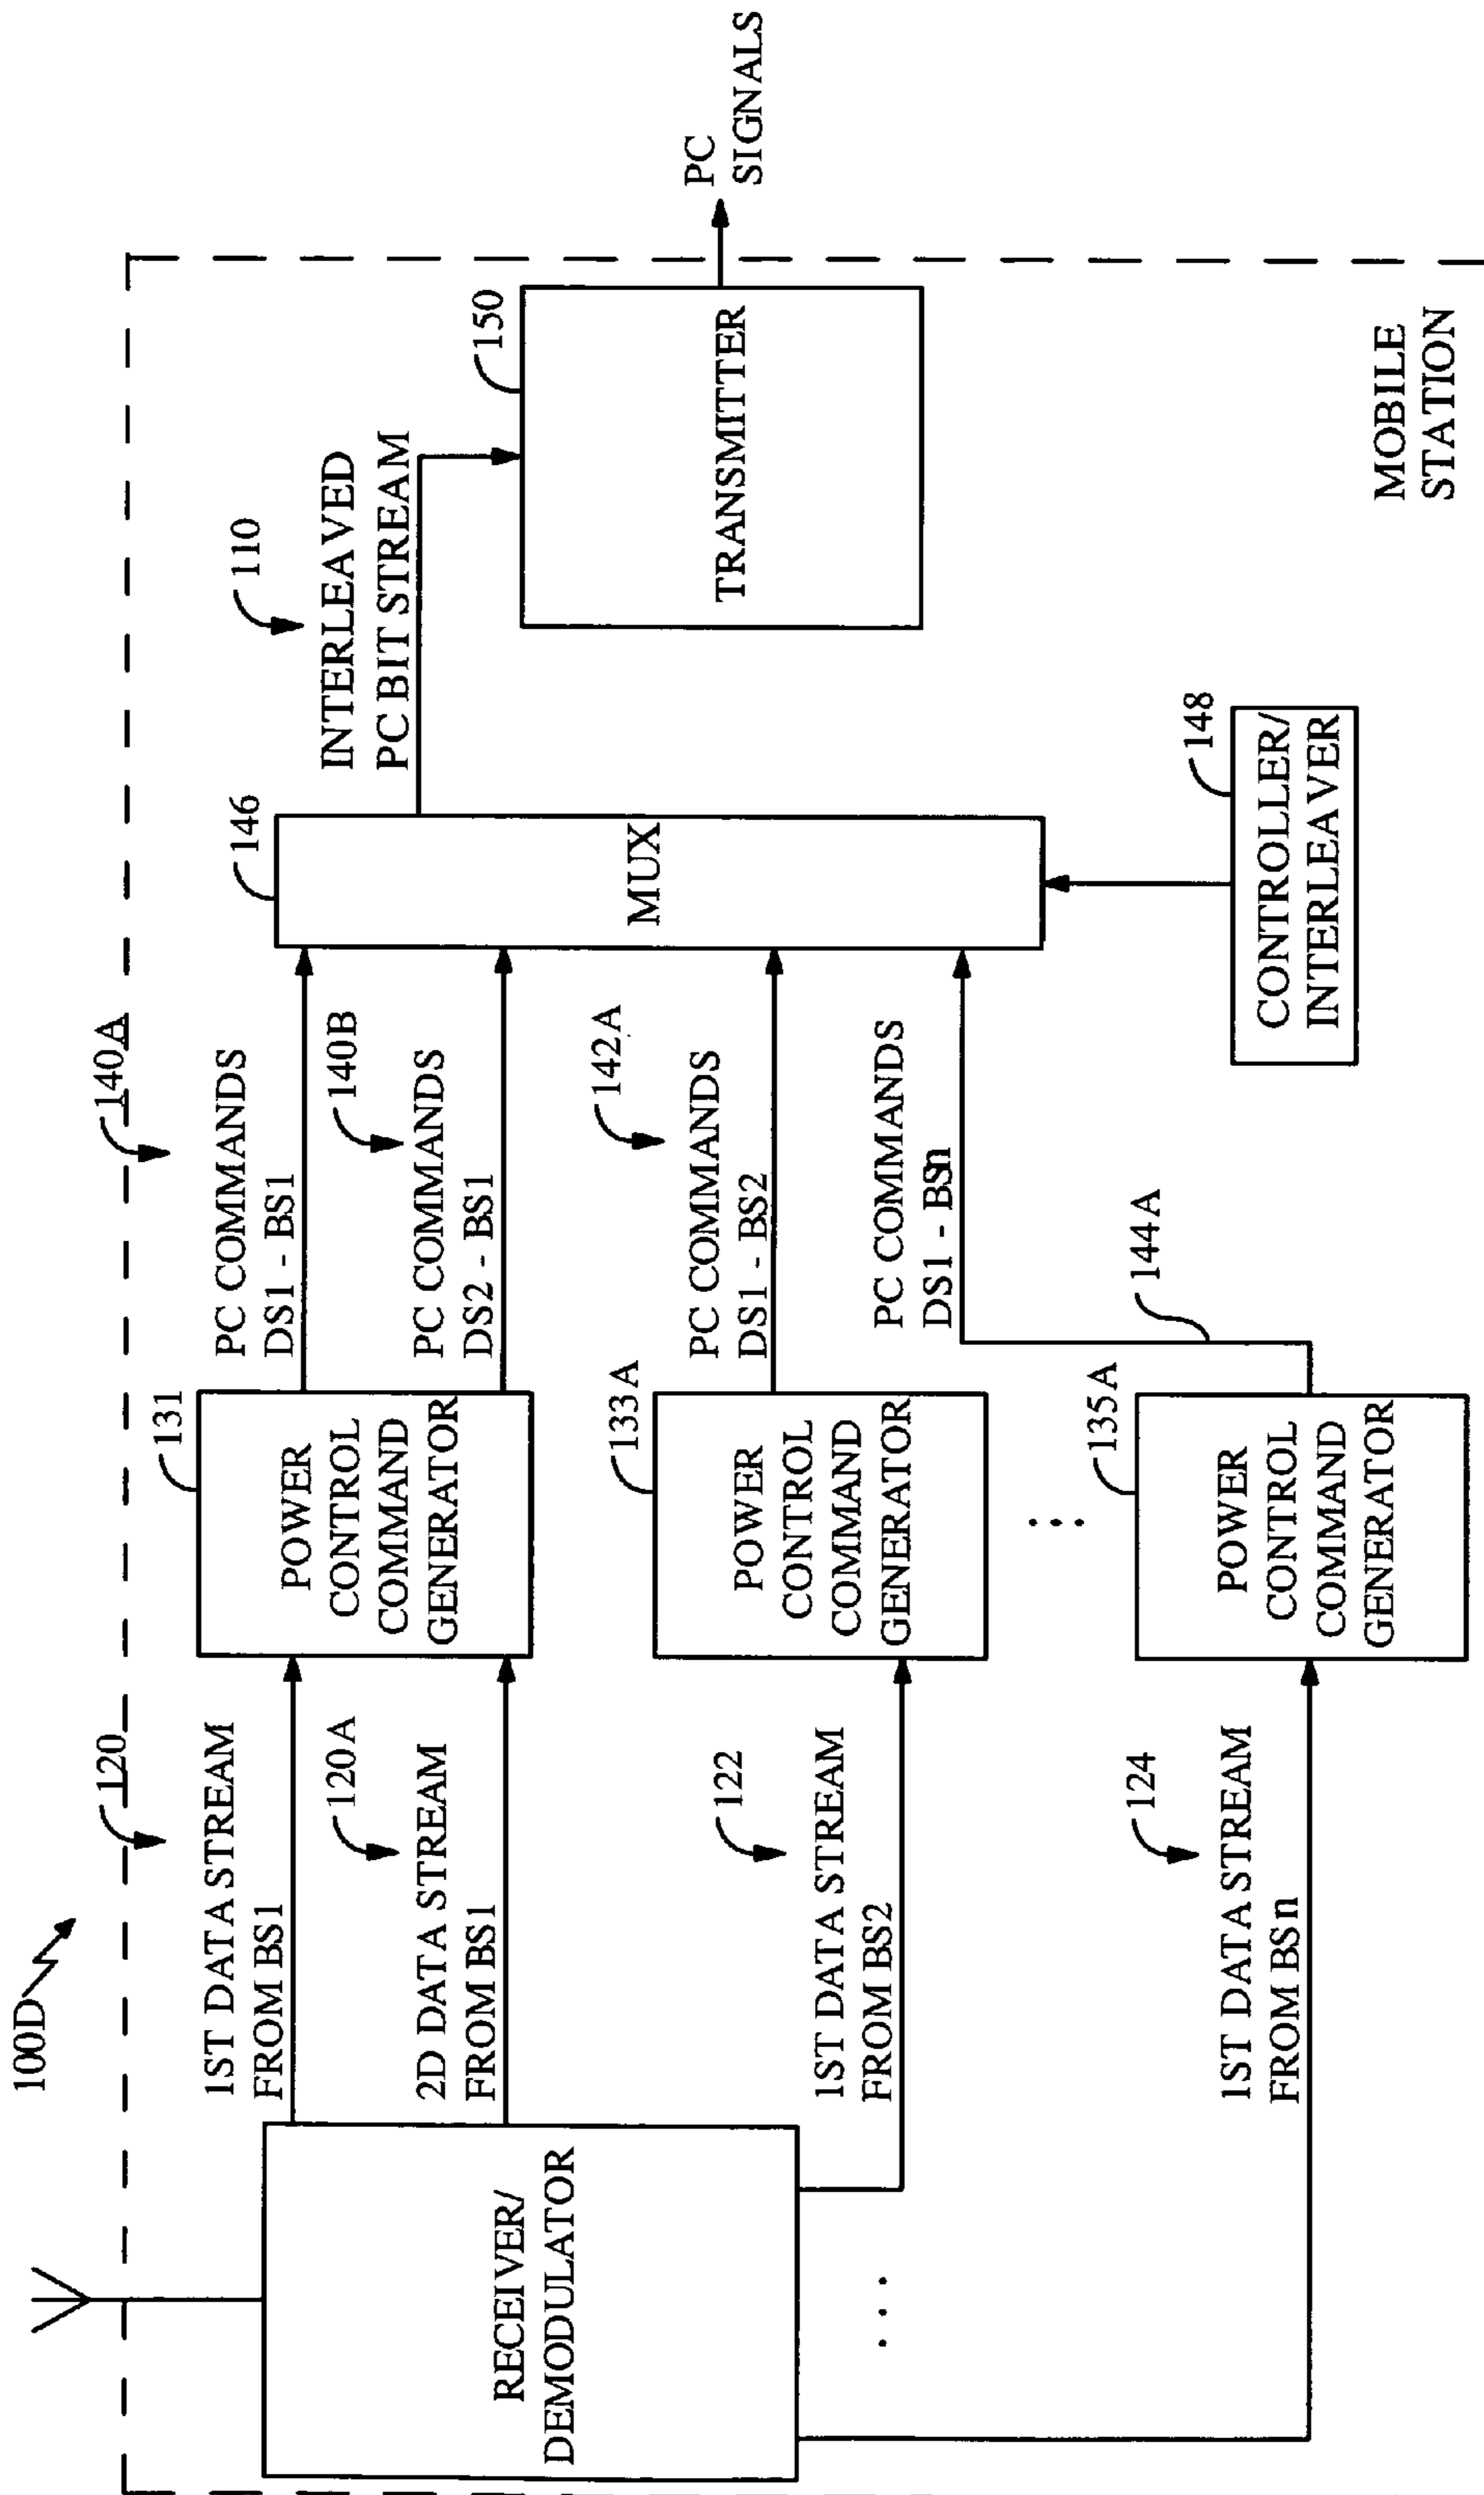 100D
120
140A
1ST DATA STREAM
FROM BS1
131
PC COMMANDS
DS1 - BS1
146
110
120A
140B
INTERLEAVED
PC BIT STREAM
2D DATA STREAM
FROM BS1
POWER
CONTROL
COMMAND
GENERATOR
PC COMMANDS
DS2 - BS1
150
RECEIVER/
DEMODULATOR
MUX
TRANSMITTER
PC
SIGNALS
122
133A
142A
1ST DATA STREAM
FROM BS2
POWER
CONTROL
COMMAND
GENERATOR
PC COMMANDS
DS1 - BS2
PC COMMANDS
DS1 - BSn
124
135A
144A
148
1ST DATA STREAM
FROM BSn
POWER
CONTROL
COMMAND
GENERATOR
CONTROLLER/
INTERLEAVER
MOBILE
STATION